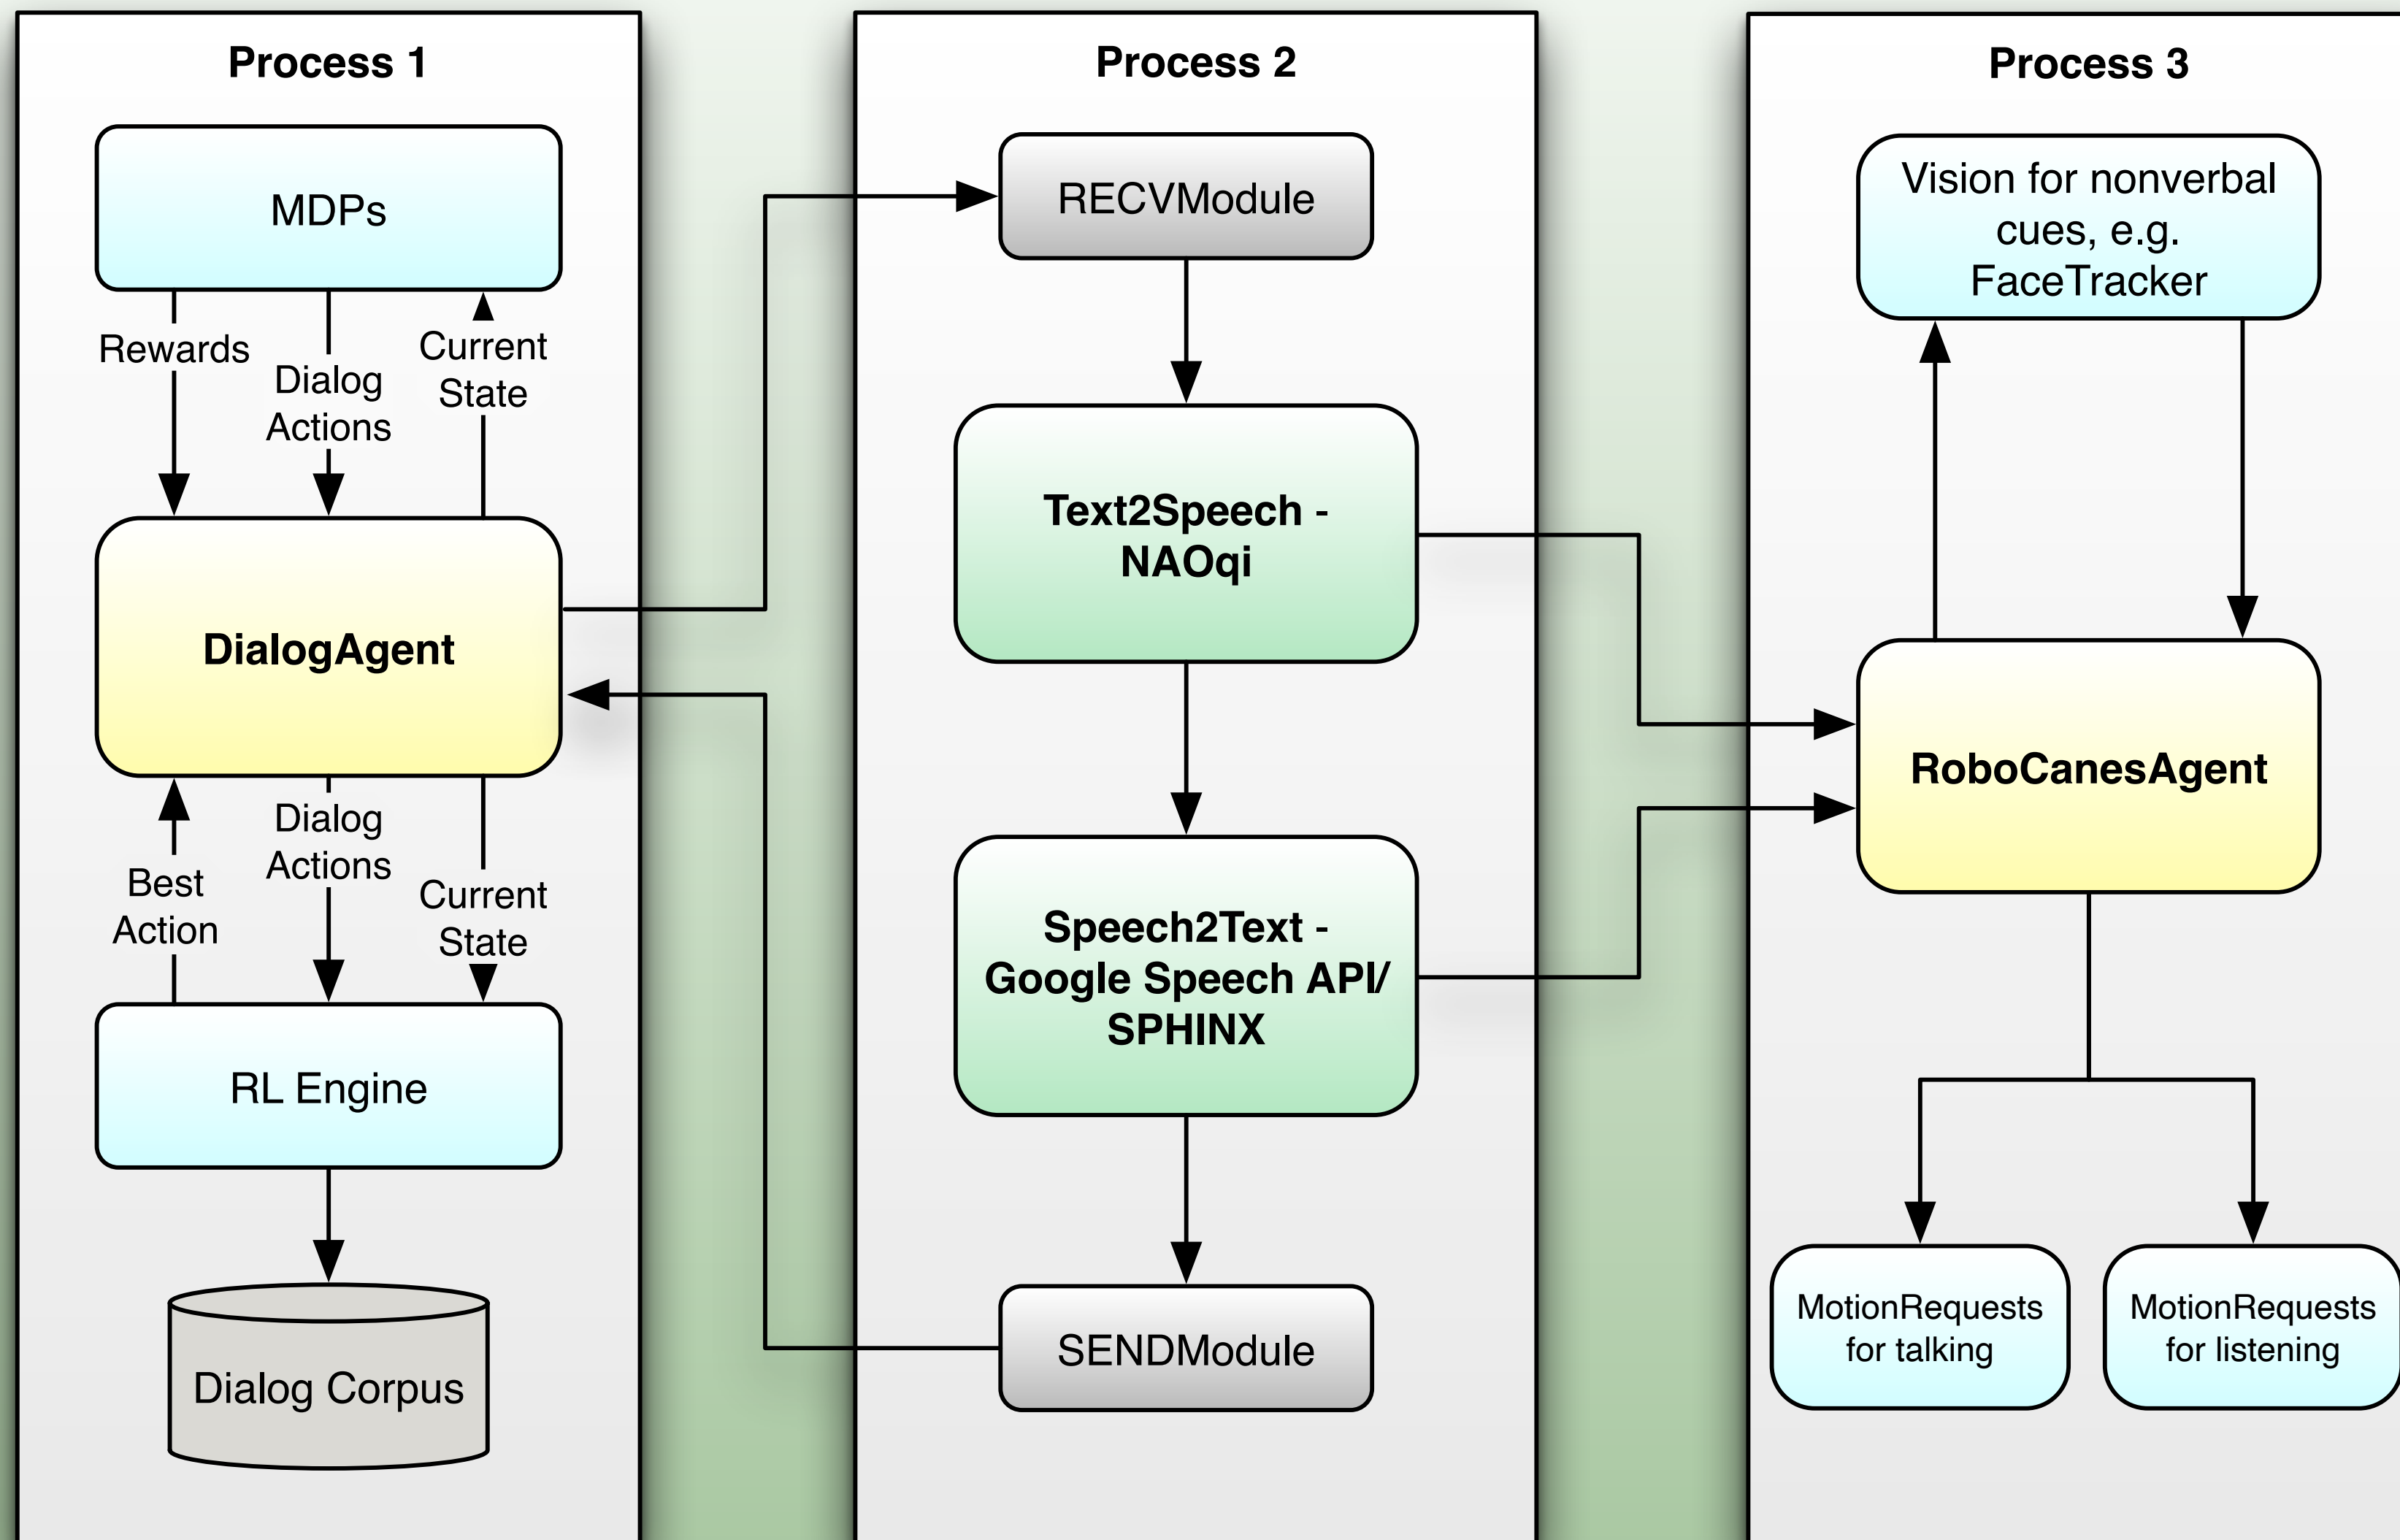 Process 1
MDPs
Rewards
Dialog
Actions
Current
State
DialogAgent
Best
Action
Dialog
Actions
Current
State
RL Engine
Dialog Corpus
Process 2
RECVModule
Text2Speech -
NAOqi
Speech2Text -
Google Speech API/
SPHINX
SENDModule
Process 3
Vision for nonverbal
cues, e.g.
FaceTracker
RoboCanesAgent
MotionRequests
for talking
MotionRequests
for listening